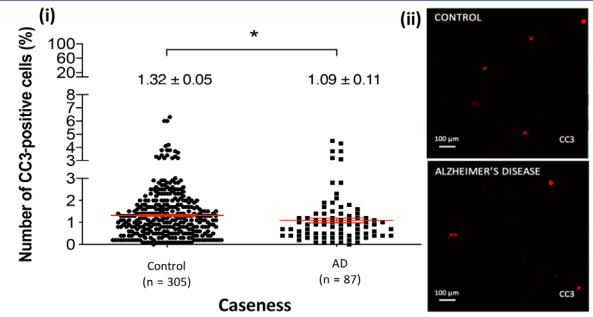 (i)
Number of CC3-positive cells (%)
100
60
20
8
7
6
5
4
3
3
2
1
0
*
1.32 ± 0.05
1.09 ± 0.11
Control
(n = 305)
AD
(n = 87)
Caseness
(ii)
CONTROL
100 µm
CC3
ALZHEIMER'S DISEASE
100 µm
CC3